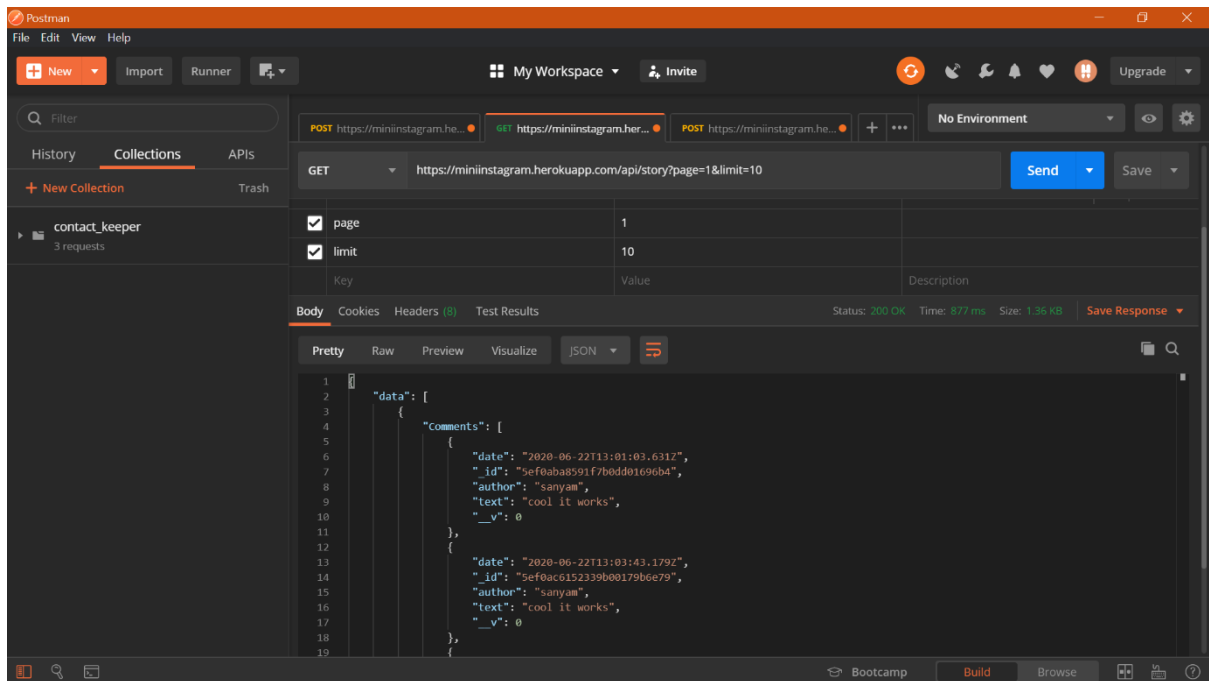 Postman
File Edit View Help
New Import Runner My Workspace Invite Upgrade
Filter
History Collections APIs
+ New Collection Trash
contact_keeper
3 requests
POST https://miniinstagram.he... GET https://miniinstagram.her... POST https://miniinstagram.he... + ••• No Environment
GET https://miniinstagram.herokuapp.com/api/story?page=1&limit=10 Send Save
page 1
limit 10
Key Value Description
Body Cookies Headers (8) Test Results Status: 200 OK Time: 877 ms Size: 1.36 KB Save Response
Pretty Raw Preview Visualize JSON
1 {
2 "data": [
3 {
4 "Comments": [
5 {
6 "date": "2020-06-22T13:01:03.631Z",
7 "_id": "5ef0aba8591f7b0dd01696b4",
8 "author": "sanyam",
9 "text": "cool it works",
10 "__v": 0
11 },
12 {
13 "date": "2020-06-22T13:03:43.179Z",
14 "_id": "5ef0ac6152339b00179b6e79",
15 "author": "sanyam",
16 "text": "cool it works",
17 "__v": 0
18 },
19 {
Bootcamp Build Browse